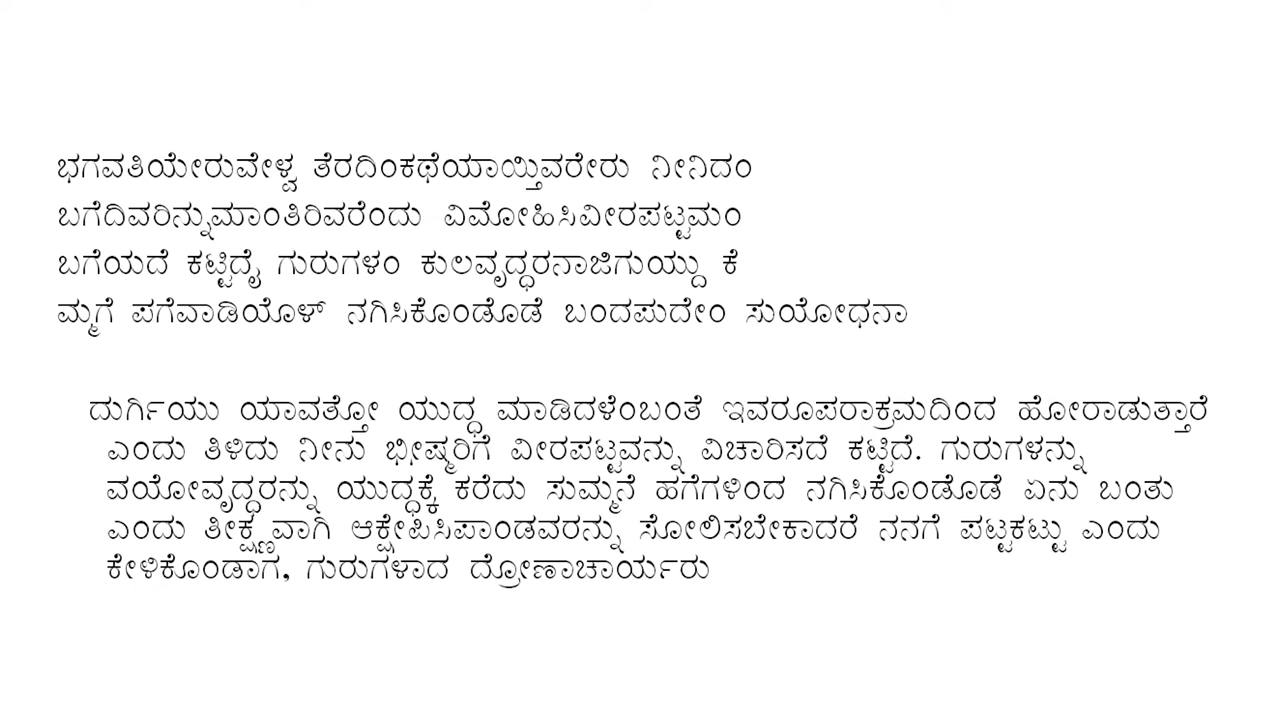 ಭಗವತಿಯೇರುವೇಳ್ವ ತೆರದಿಂಕಥೆಯಾಯ್ತಿವರೇರು ನೀನಿದಂ
ಬಗೆದಿವರಿನ್ನುಮಾಂತಿರಿವರೆಂದು ವಿಮೋಹಿಸಿವೀರಪಟ್ಟಮಂ
ಬಗೆಯದೆ ಕಟ್ಟಿದೈ ಗುರುಗಳಂ ಕುಲವೃದ್ಧರನಾಜಿಗುಯ್ದು ಕೆ
ಮ್ಮಗೆ ಪಗೆವಾಡಿಯೊಳ್ ನಗಿಸಿಕೊಂಡೊಡೆ ಬಂದಪುದೇಂ ಸುಯೋಧನಾ
ದುರ್ಗಿಯು ಯಾವತ್ತೋ ಯುದ್ಧ ಮಾಡಿದಳೆಂಬಂತೆ ಇವರೂಪರಾಕ್ರಮದಿಂದ ಹೋರಾಡುತ್ತಾರೆ
ಎಂದು ತಿಳಿದು ನೀನು ಭೀಷ್ಮರಿಗೆ ವೀರಪಟ್ಟವನ್ನು ವಿಚಾರಿಸದೆ ಕಟ್ಟಿದೆ. ಗುರುಗಳನ್ನು
ವಯೋವೃದ್ಧರನ್ನು ಯುದ್ಧಕ್ಕೆ ಕರೆದು ಸುಮ್ಮನೆ ಹಗೆಗಳಿಂದ ನಗಿಸಿಕೊಂಡೊಡೆ ಏನು ಬಂತು
ಎಂದು ತೀಕ್ಷ್ಣವಾಗಿ ಆಕ್ಷೇಪಿಸಿಪಾಂಡವರನ್ನು ಸೋಲಿಸಬೇಕಾದರೆ ನನಗೆ ಪಟ್ಟಕಟ್ಟು ಎಂದು
ಕೇಳಿಕೊಂಡಾಗ, ಗುರುಗಳಾದ ದ್ರೋಣಾಚಾರ್ಯರು